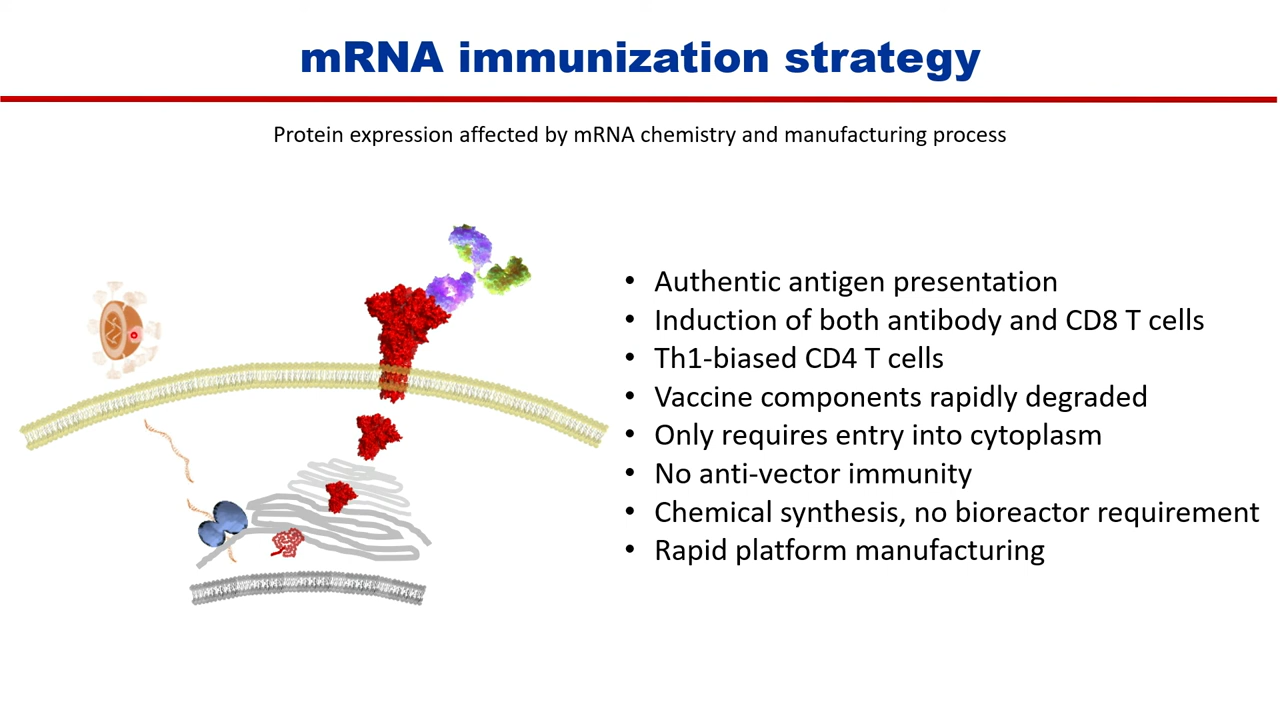 mRNA immunization strategy
Protein expression affected by mRNA chemistry and manufacturing process
• Authentic antigen presentation
• Induction of both antibody and CD8 T cells
• Th1-biased CD4 T cells
• Vaccine components rapidly degraded
• Only requires entry into cytoplasm
• No anti-vector immunity
• Chemical synthesis, no bioreactor requirement
• Rapid platform manufacturing